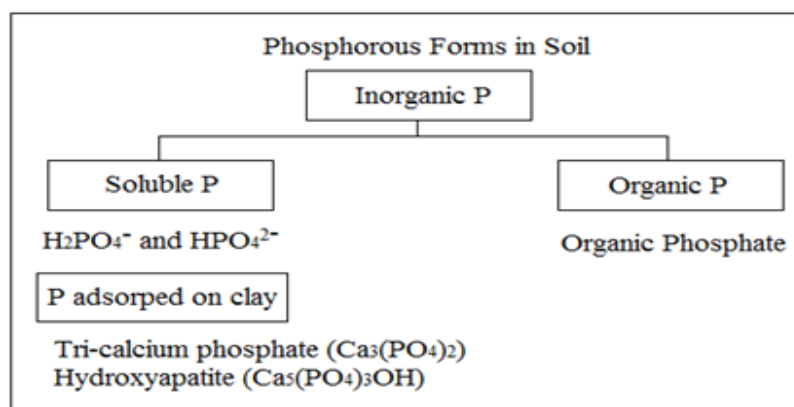 Phosphorous Forms in Soil
Inorganic P
Soluble P
Organic P
H₂PO₄⁻ and HPO₄²⁻
Organic Phosphate
P adsorped on clay
Tri-calcium phosphate (Ca₃(PO₄)₂)
Hydroxyapatite (Ca₅(PO₄)₃OH)